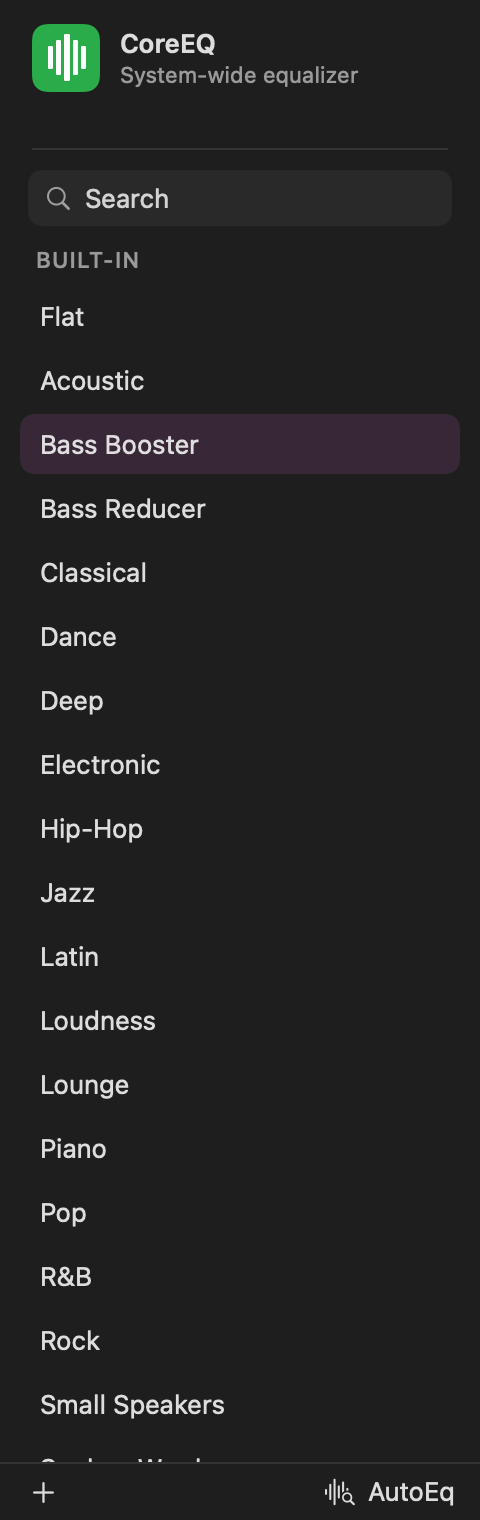 CoreEQ
System-wide equalizer
Search
BUILT-IN
Flat
Acoustic
Bass Booster
Bass Reducer
Classical
Dance
Deep
Electronic
Hip-Hop
Jazz
Latin
Loudness
Lounge
Piano
Pop
R&B
Rock
Small Speakers
AutoEq